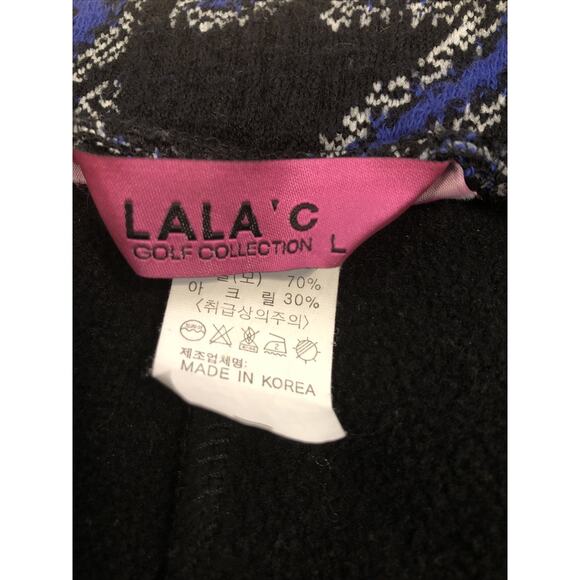 LALA'C
GOLF COLLECTION L
(모) 70%
아 크 릴 30%
〈취급상의주의〉
제조업체명:
MADE IN KOREA